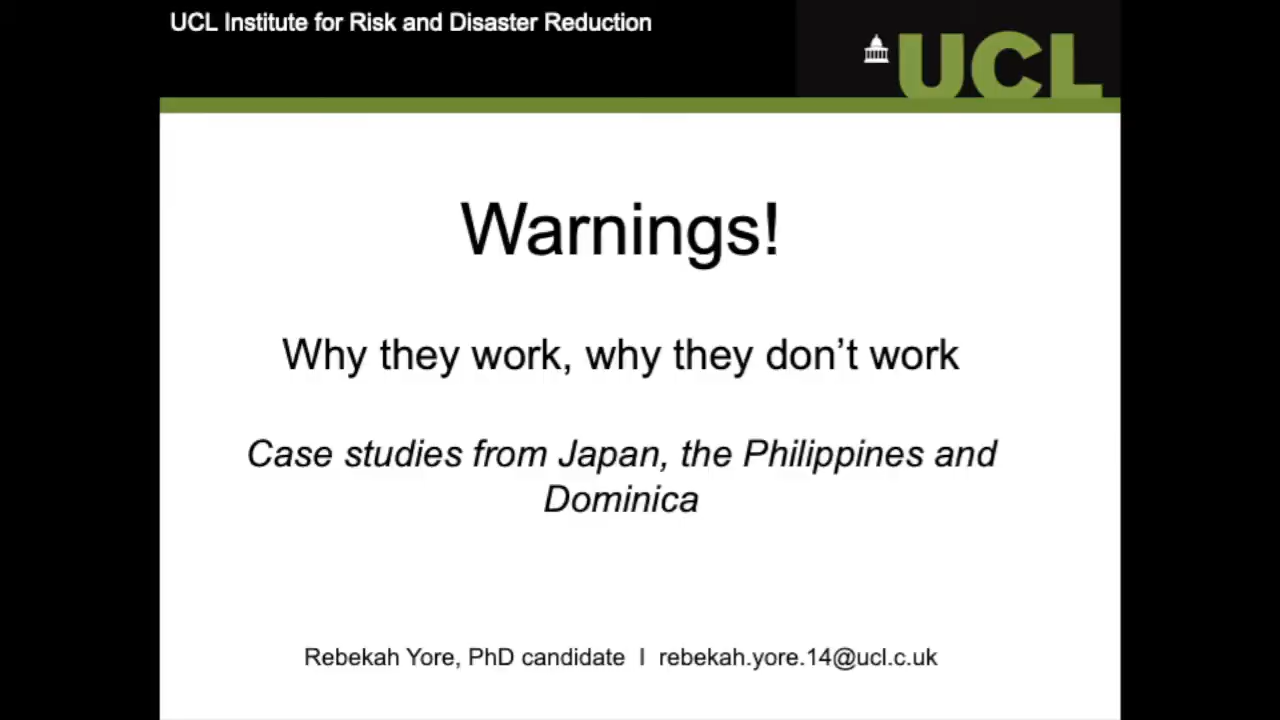 UCL Institute for Risk and Disaster Reduction
UCL
Warnings!
Why they work, why they don’t work
Case studies from Japan, the Philippines and
Dominica
Rebekah Yore, PhD candidate I rebekah.yore.14@ucl.c.uk